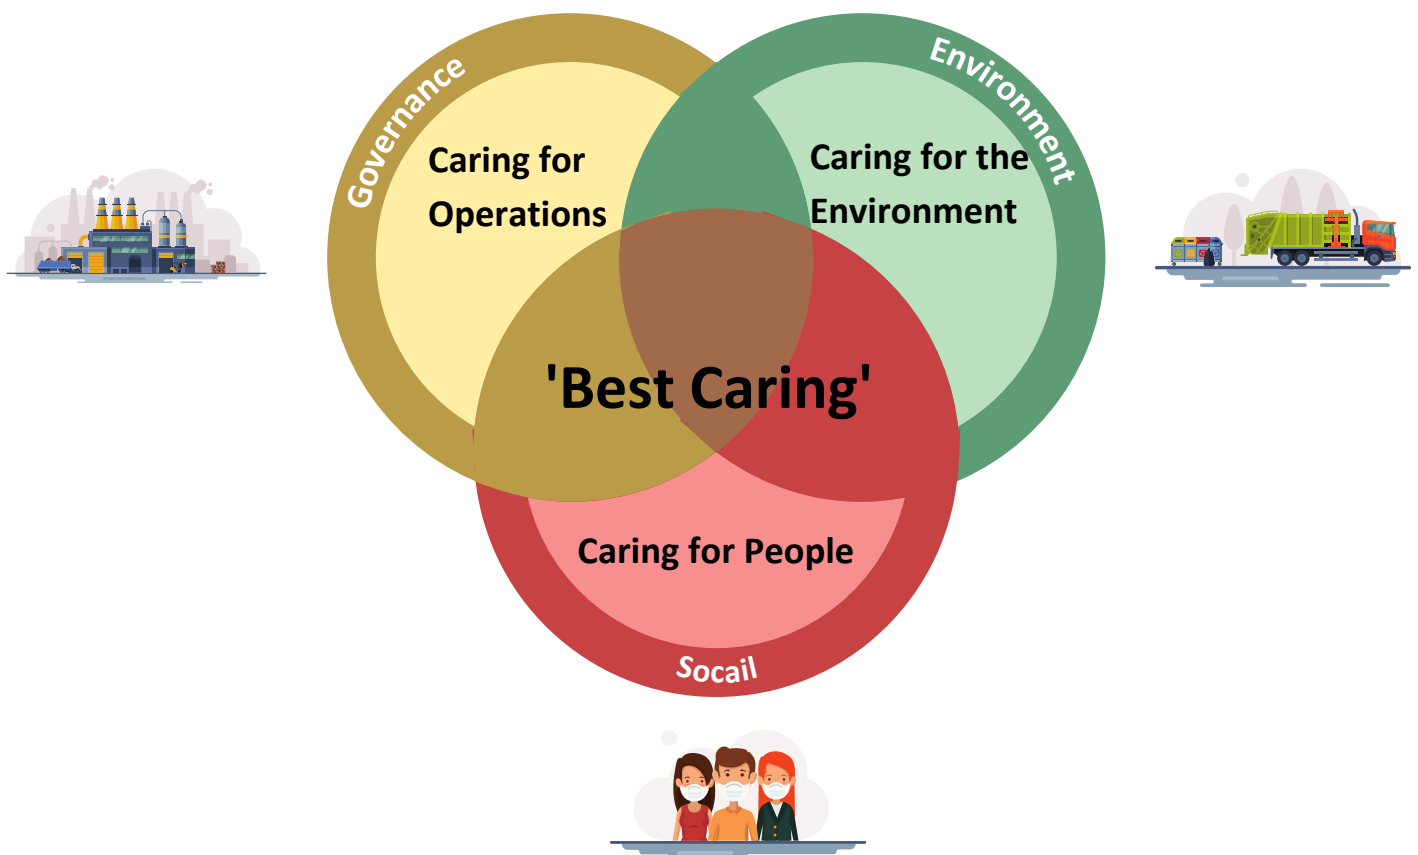 Governance
Environment
Caring for
Operations
Caring for the
Environment
'Best Caring'
Caring for People
Socail